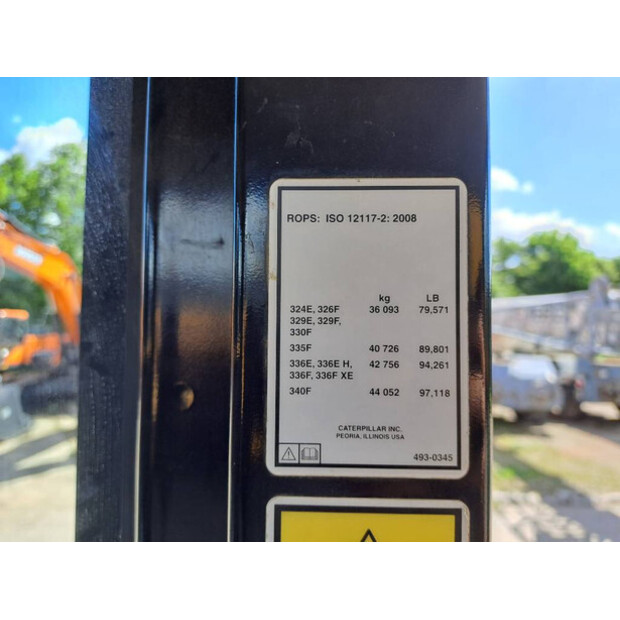 ROPS: ISO 12117-2: 2008
kg LB
324E, 326F 36 093 79,571
329E, 329F,
330F
335F 40 726 89,801
336E, 336E H, 42 756 94,261
336F, 336F XE
340F 44 052 97,118
CATERPILLAR INC.
PEORIA, ILLINOIS USA
493-0345